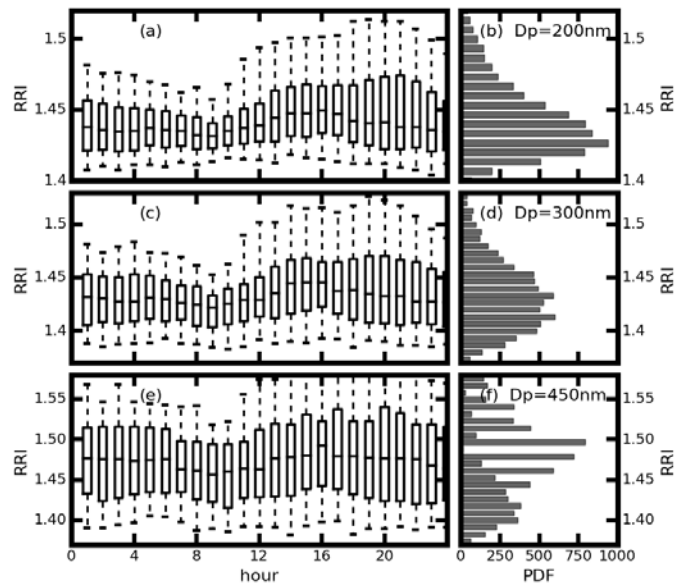 (a)
(b) Dp=200nm
1.5
1.45
1.4
RRI
1.5
1.45
1.4
RRI
(c)
(d) Dp=300nm
1.5
1.45
1.4
RRI
1.5
1.45
1.4
RRI
(e)
(f) Dp=450nm
1.55
1.50
1.45
1.40
RRI
1.55
1.50
1.45
1.40
RRI
0 4 8 12 16 20
0 250 500 750 1000
hour
PDF